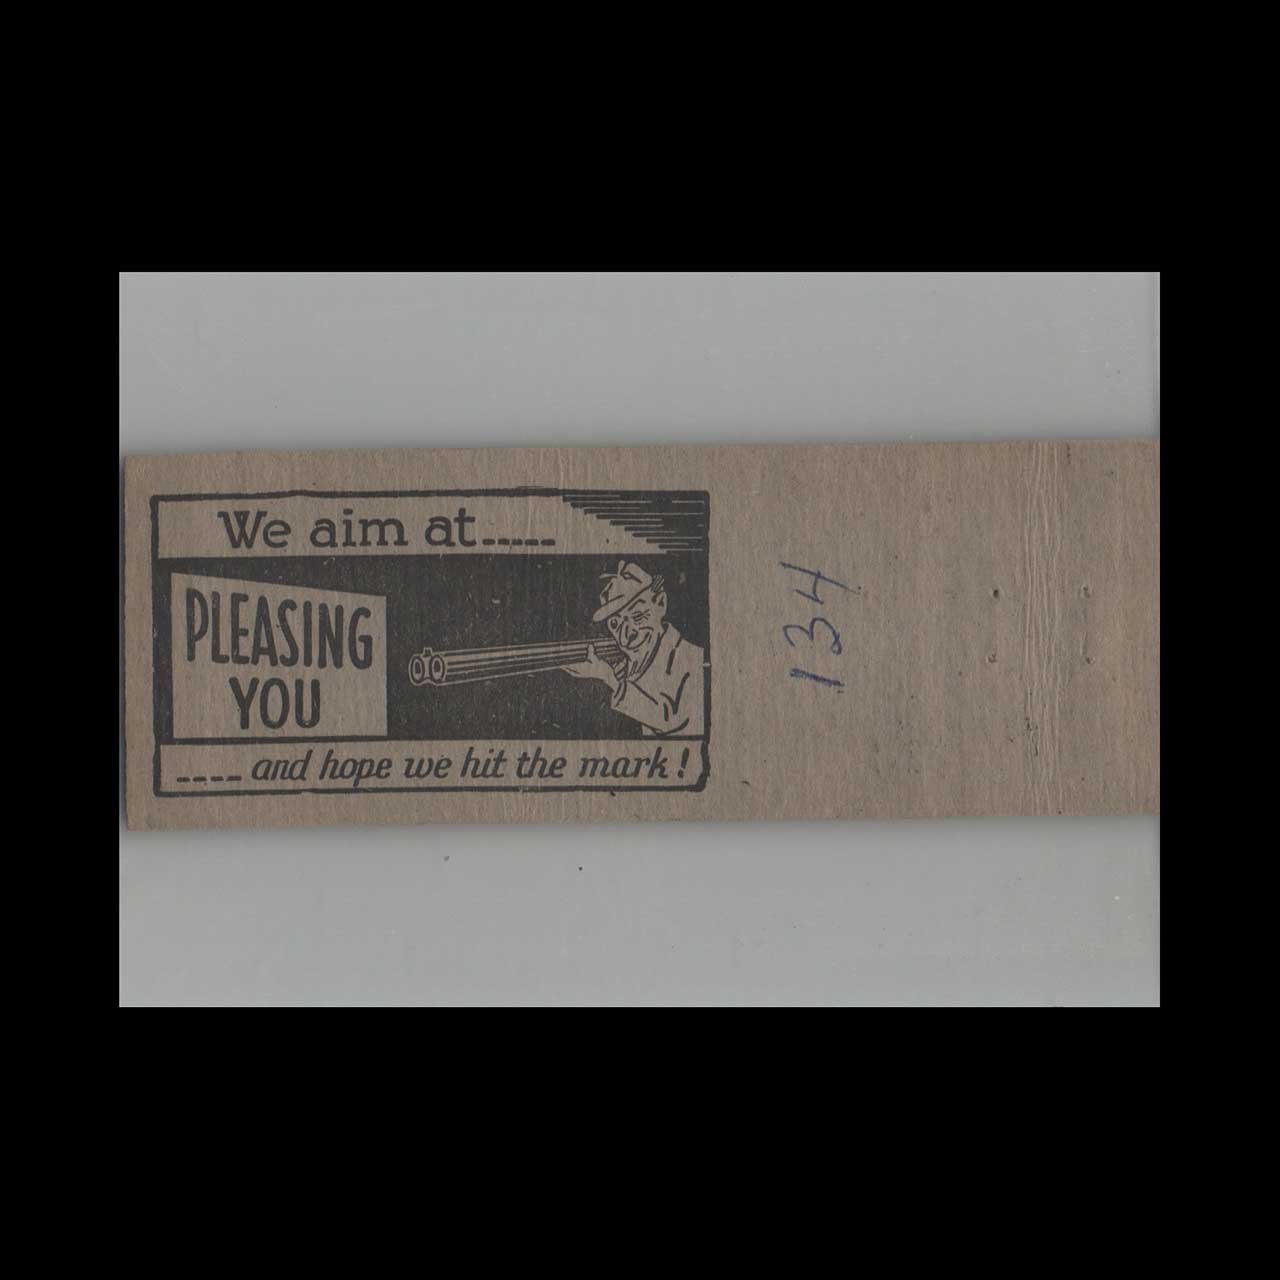 We aim at-----
PLEASING
YOU
---- and hope we hit the mark!
134